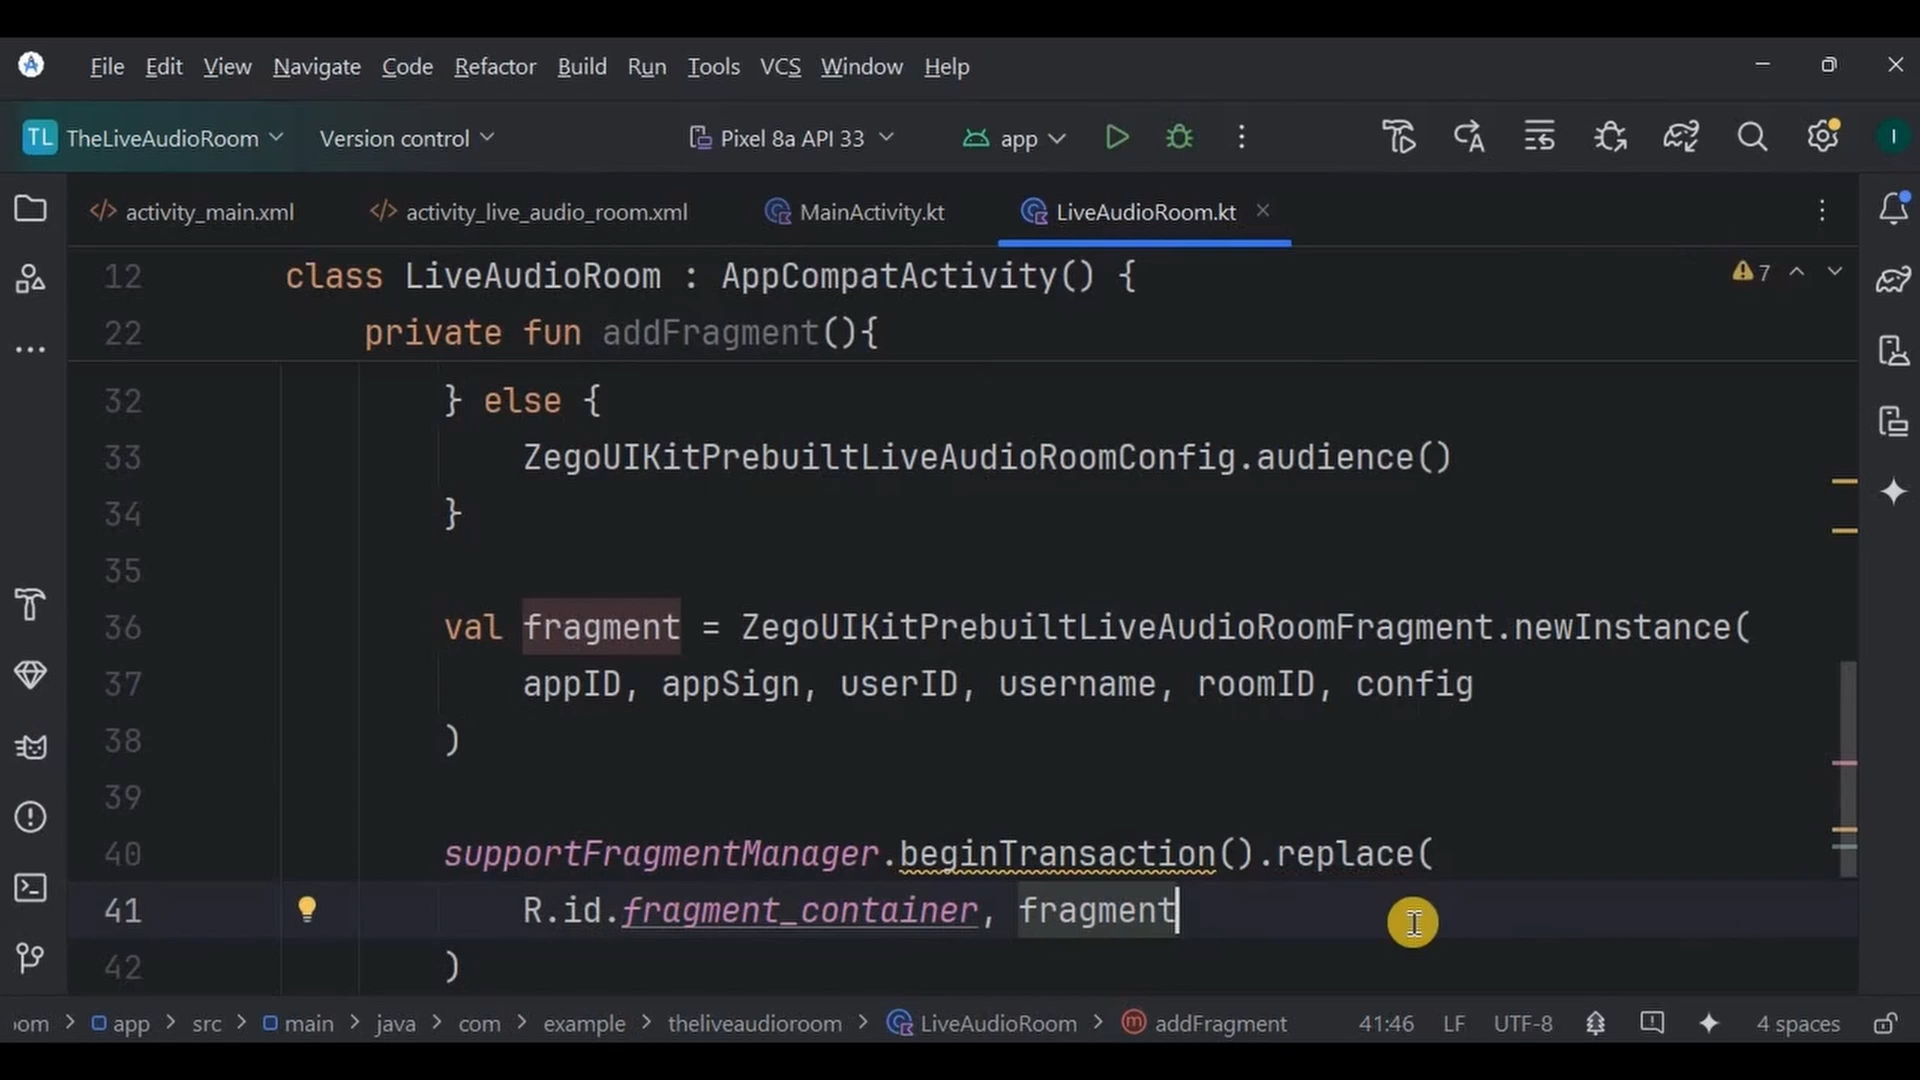 File Edit View Navigate Code Refactor Build Run Tools VCS Window Help
TL TheLiveAudioRoom Version control Pixel 8a API 33 app I
activity_main.xml activity_live_audio_room.xml MainActivity.kt LiveAudioRoom.kt
12 class LiveAudioRoom : AppCompatActivity() { 7
22 private fun addFragment(){
32 } else {
33 ZegoUIKitPrebuiltLiveAudioRoomConfig.audience()
34 }
35
36 val fragment = ZegoUIKitPrebuiltLiveAudioRoomFragment.newInstance(
37 appID, appSign, userID, username, roomID, config
38 )
39
40 supportFragmentManager.beginTransaction().replace(
41 R.id.fragment_container, fragment
42 )
oom > app > src > main > java > com > example > theliveaudioroom > LiveAudioRoom > m addFragment 41:46 LF UTF-8 4 spaces